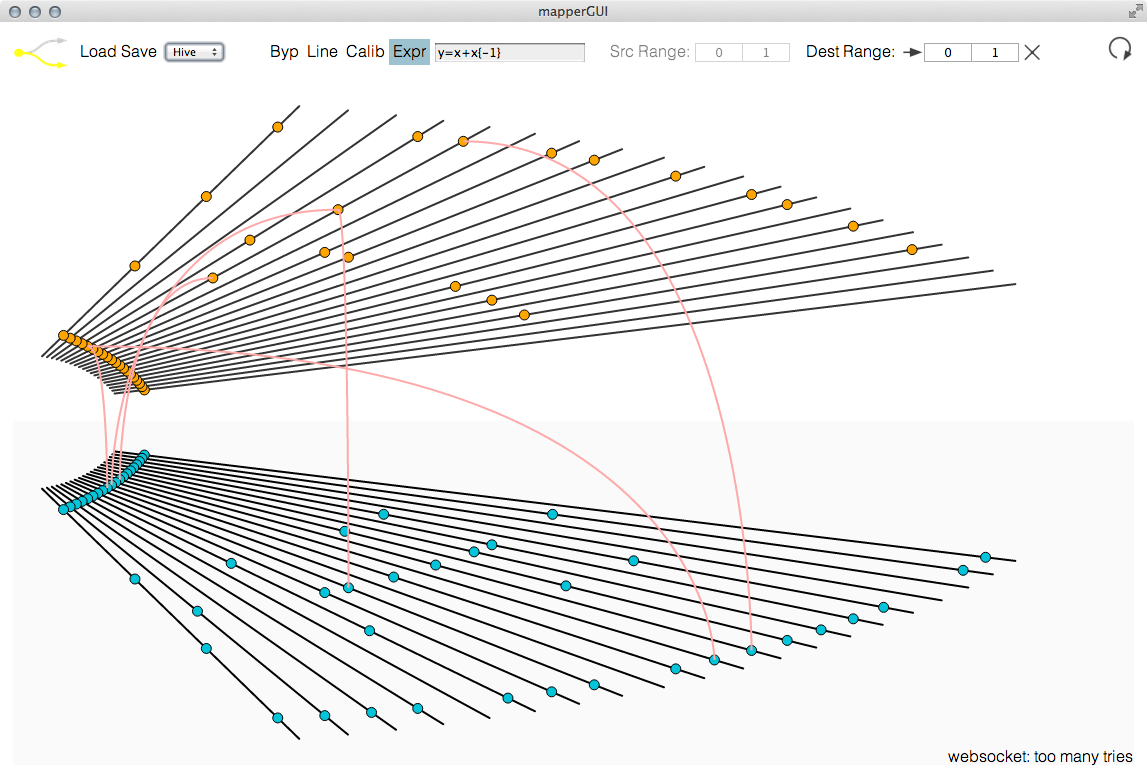 mapperGUI
Load Save Hive Byp Line Calib Expr y=x+x{-1} Src Range: 0 1 Dest Range: 0 1
websocket: too many tries